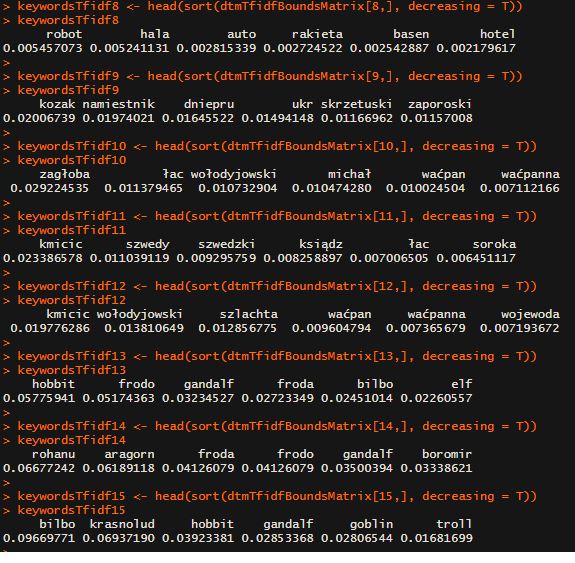 > keywordsTfidf8 <- head(sort(dtmTfidfBoundsMatrix[8,], decreasing = T))
> keywordsTfidf8
robot hala auto rakieta basen hotel
0.005457073 0.005241131 0.002815339 0.002724532 0.002542887 0.002179617
>
> keywordsTfidf9 <- head(sort(dtmTfidfBoundsMatrix[9,], decreasing = T))
> keywordsTfidf9
kozak namiestnik dniepru ukr skrzetuski zaporoski
0.02006739 0.01974021 0.01645522 0.01494148 0.01166962 0.01157008
>
> keywordsTfidf10 <- head(sort(dtmTfidfBoundsMatrix[10,], decreasing = T))
> keywordsTfidf10
zagłoba łac wołodyjowski michał waćpan waćpanna
0.029224535 0.011379465 0.010732904 0.010474280 0.010024504 0.007112166
>
> keywordsTfidf11 <- head(sort(dtmTfidfBoundsMatrix[11,], decreasing = T))
> keywordsTfidf11
kmicic szwedy szwedzki ksiądz łac soroka
0.023386578 0.011039119 0.009295759 0.008258897 0.007006505 0.006451117
>
> keywordsTfidf12 <- head(sort(dtmTfidfBoundsMatrix[12,], decreasing = T))
> keywordsTfidf12
kmicic wołodyjowski szlachta waćpan waćpanna wojewoda
0.019776286 0.013810649 0.012856775 0.009604794 0.007365679 0.007193672
>
> keywordsTfidf13 <- head(sort(dtmTfidfBoundsMatrix[13,], decreasing = T))
> keywordsTfidf13
hobbit frodo gandalf froda bilbo elf
0.05775941 0.05174363 0.03234527 0.02723349 0.02451014 0.02260557
>
> keywordsTfidf14 <- head(sort(dtmTfidfBoundsMatrix[14,], decreasing = T))
> keywordsTfidf14
rohanu aragorn froda frodo gandalf boromir
0.06677242 0.06189118 0.04126079 0.04126079 0.03500394 0.03338621
>
> keywordsTfidf15 <- head(sort(dtmTfidfBoundsMatrix[15,], decreasing = T))
> keywordsTfidf15
bilbo krasnolud hobbit gandalf goblin troll
0.09669771 0.06937190 0.03923381 0.02853368 0.02806544 0.01681699